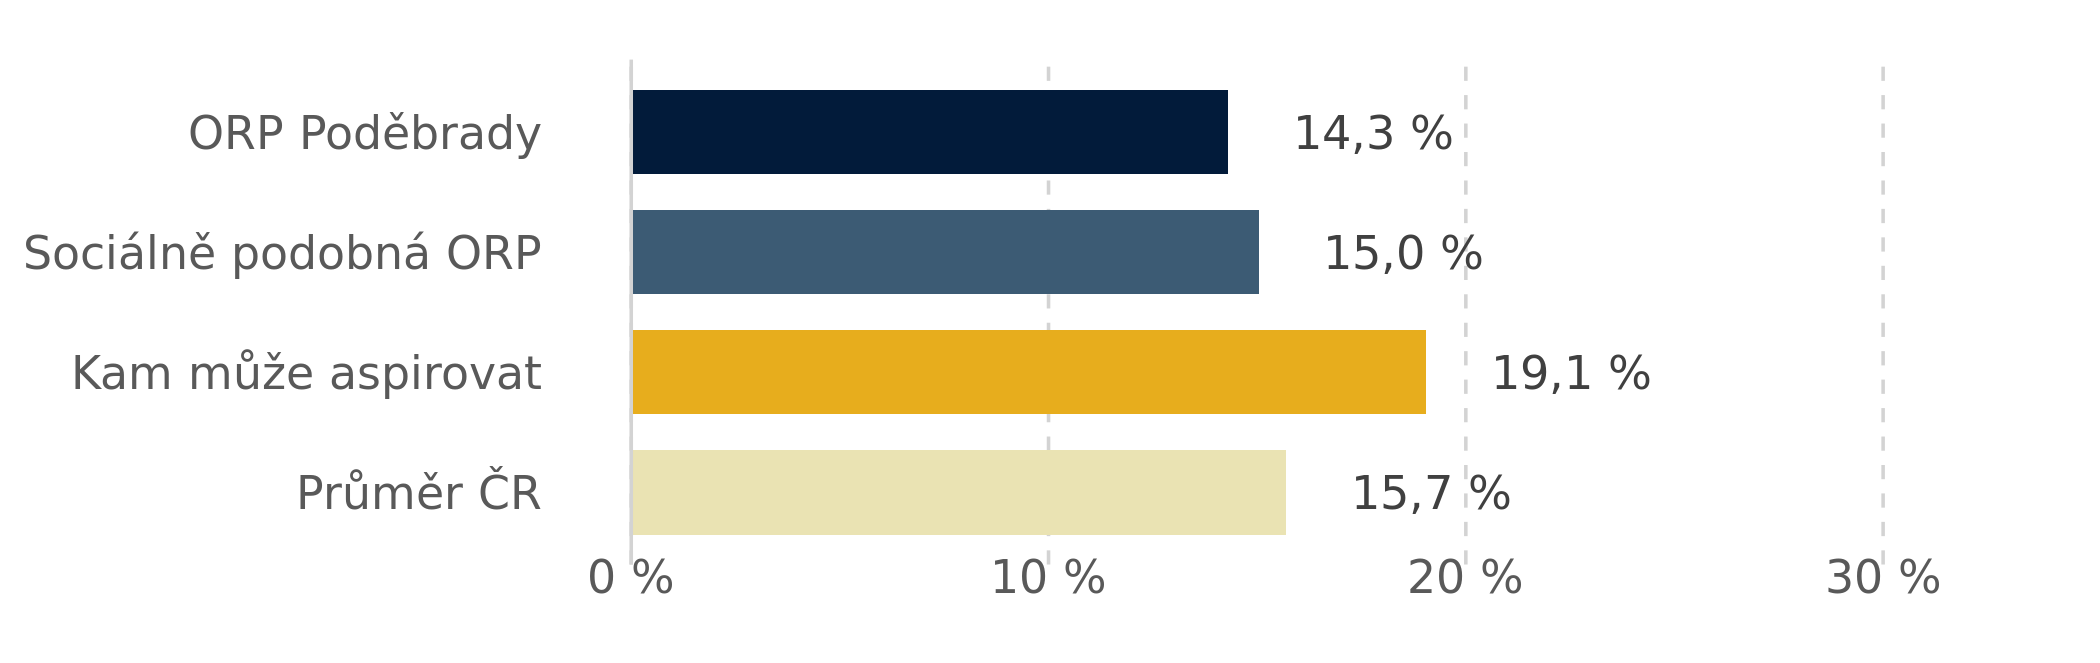 ORP Poděbrady 14,3 %
Sociálně podobná ORP 15,0 %
Kam může aspirovat 19,1 %
Průměr ČR 15,7 %
0 % 10 % 20 % 30 %